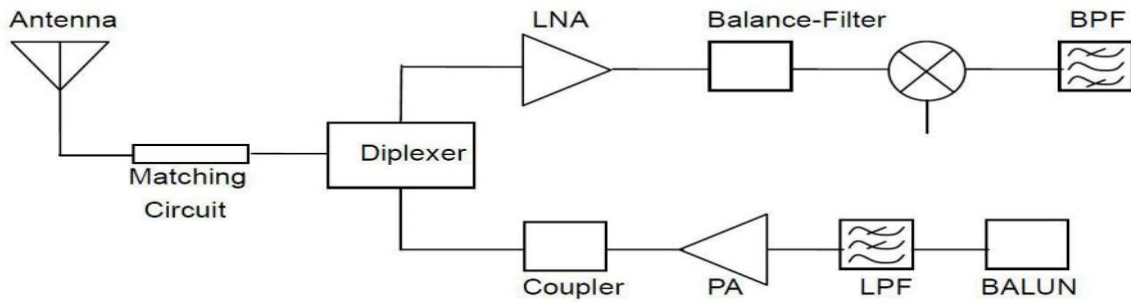 Antenna
LNA
Balance-Filter
BPF
Diplexer
Matching
Circuit
Coupler
PA
LPF
BALUN